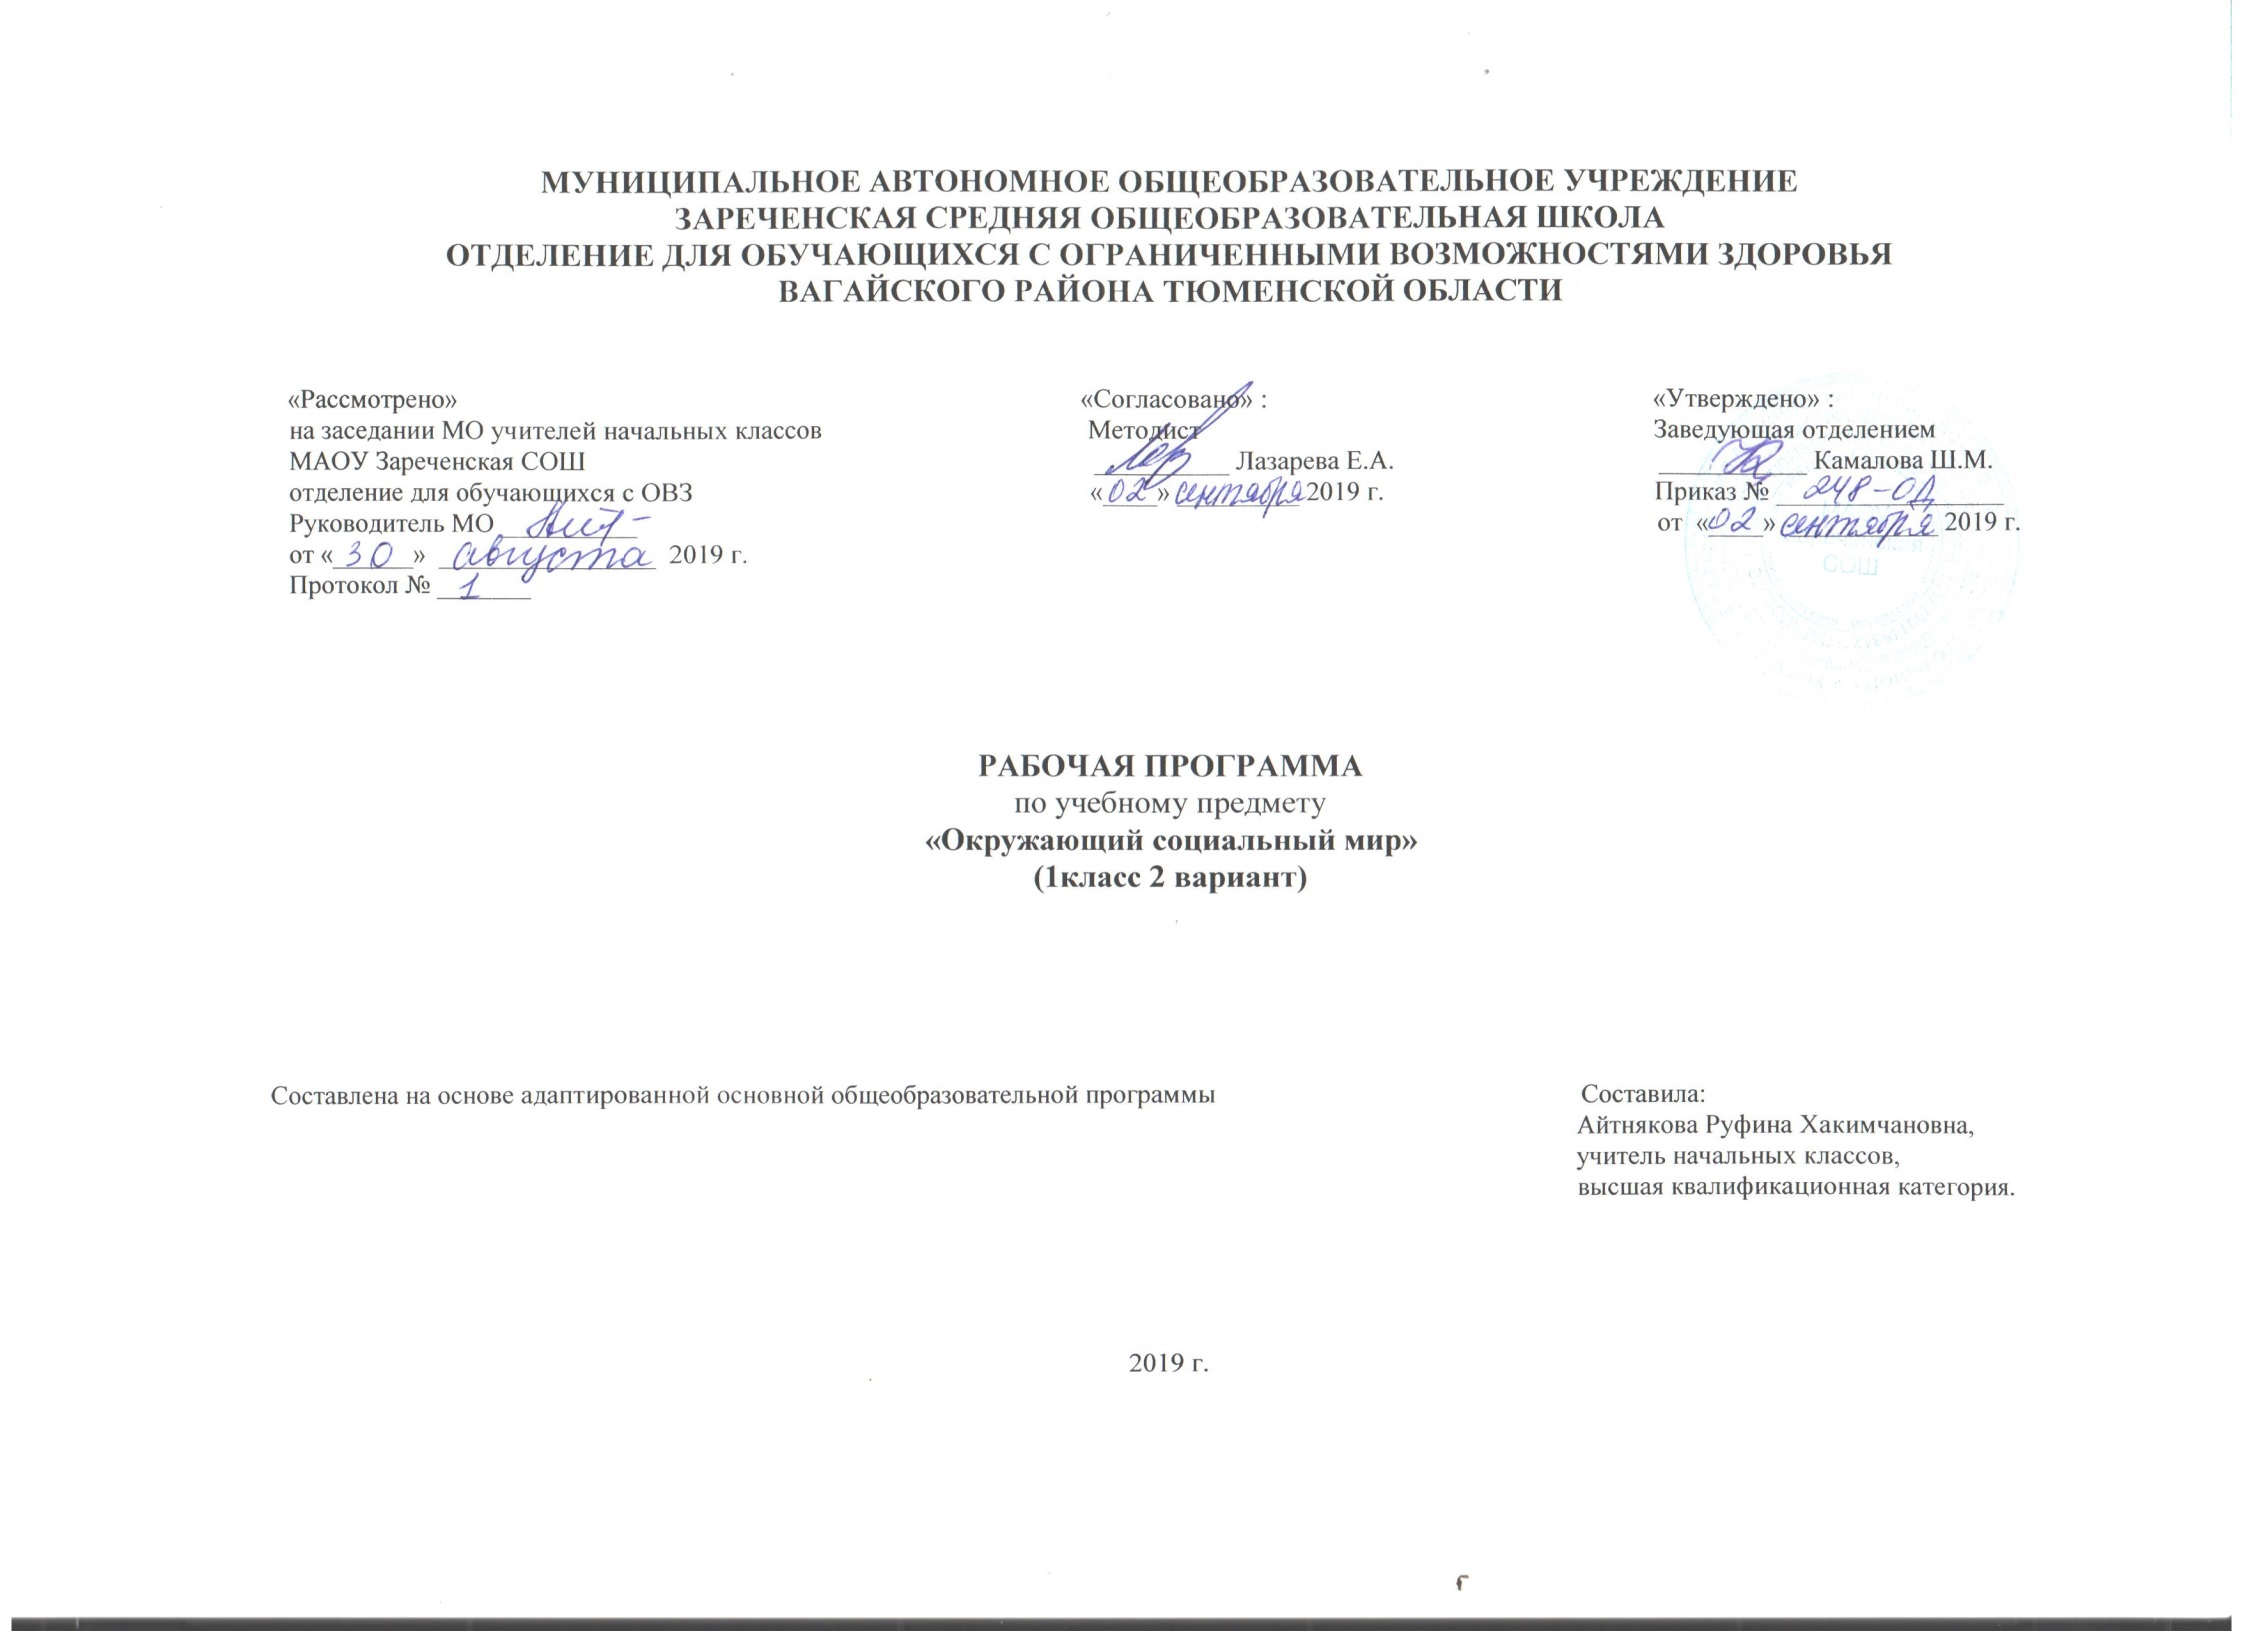 МУНИЦИПАЛЬНОЕ АВТОНОМНОЕ ОБЩЕОБРАЗОВАТЕЛЬНОЕ УЧРЕЖДЕНИЕ
ЗАРЕЧЕНСКАЯ СРЕДНЯЯ ОБЩЕОБРАЗОВАТЕЛЬНАЯ ШКОЛА
ОТДЕЛЕНИЕ ДЛЯ ОБУЧАЮЩИХСЯ С ОГРАНИЧЕННЫМИ ВОЗМОЖНОСТЯМИ ЗДОРОВЬЯ
ВАГАЙСКОГО РАЙОНА ТЮМЕНСКОЙ ОБЛАСТИ
«Рассмотрено»
на заседании МО учителей начальных классов
МАОУ Зареченская СОШ
отделение для обучающихся с ОВЗ
Руководитель МО
от «30» августа 2019 г.
Протокол № 1
«Согласовано» :
Методист
Лазарева Е.А.
«02» сентября 2019 г.
«Утверждено» :
Заведующая отделением
Камалова Ш.М.
Приказ № 248-ОД
от «02» сентября 2019 г.
СОШ
РАБОЧАЯ ПРОГРАММА
по учебному предмету
«Окружающий социальный мир»
(1класс 2 вариант)
Составлена на основе адаптированной основной общеобразовательной программы
Составила:
Айтнякова Руфина Хакимчановна,
учитель начальных классов,
высшая квалификационная категория.
2019 г.